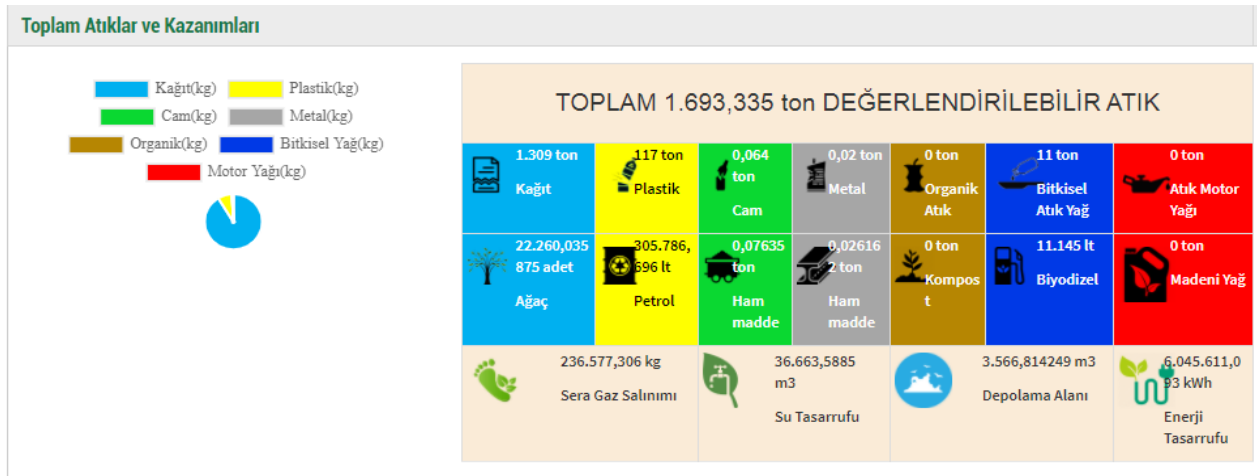 Toplam Atıklar ve Kazanımları
Kağıt(kg) Plastik(kg)
Cam(kg) Metal(kg)
Organik(kg) Bitkisel Yağ(kg)
Motor Yağı(kg)
TOPLAM 1.693,335 ton DEĞERLENDİRİLEBİLİR ATIK
1.309 ton
Kağıt
117 ton
Plastik
0,064
ton
Cam
0,02 ton
Metal
0 ton
Organik
Atık
11 ton
Bitkisel
Atık Yağ
0 ton
Atık Motor
Yağı
22.260,035
875 adet
Ağaç
305.786,
696 lt
Petrol
0,07635
ton
Ham
madde
0,02616
2 ton
Ham
madde
0 ton
Kompos
t
11.145 lt
Biyodizel
0 ton
Madeni Yağ
236.577,306 kg
Sera Gaz Salınımı
36.663,5885
m3
Su Tasarrufu
3.566,814249 m3
Depolama Alanı
6.045.611,0
93 kWh
Enerji
Tasarrufu